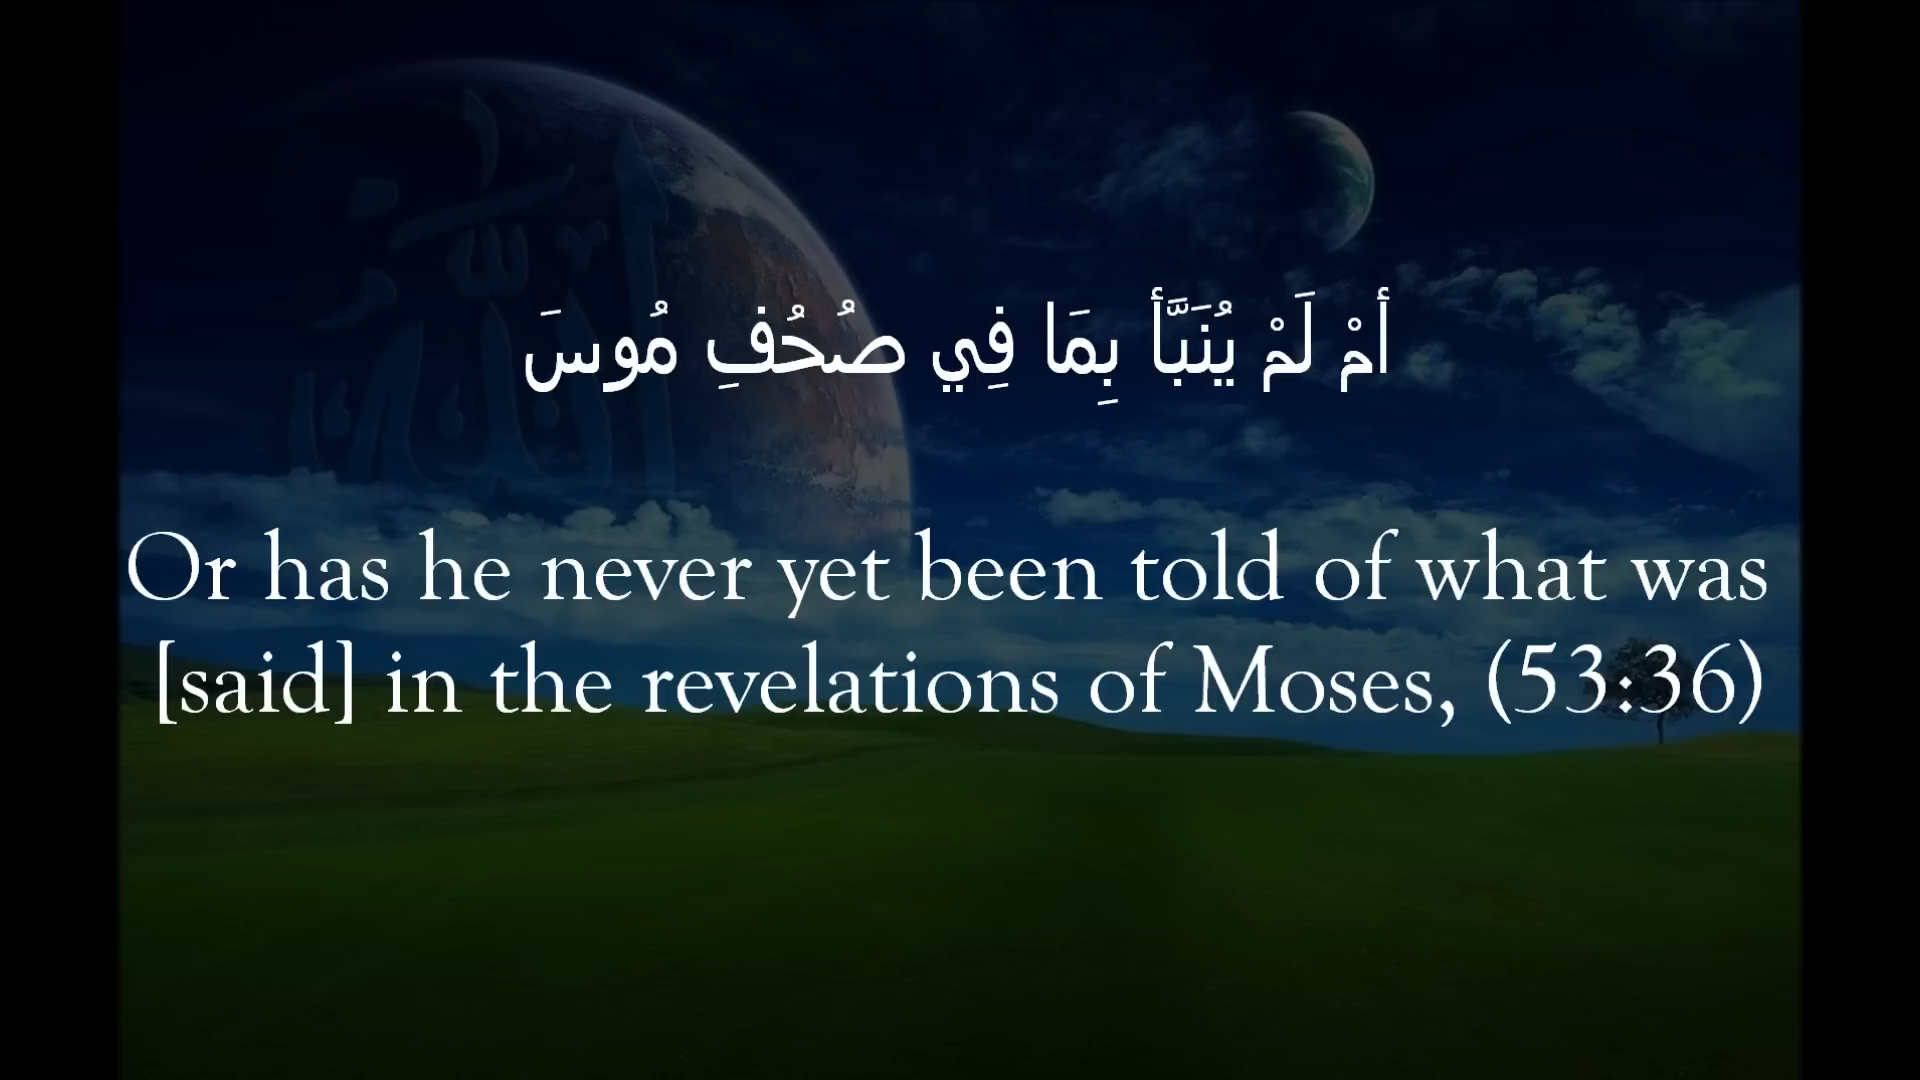 أمْ لَمْ يُنَبَّأ بِمَا فِي صُحُفِ مُوسَ
Or has he never yet been told of what was
[said] in the revelations of Moses, (53:36)